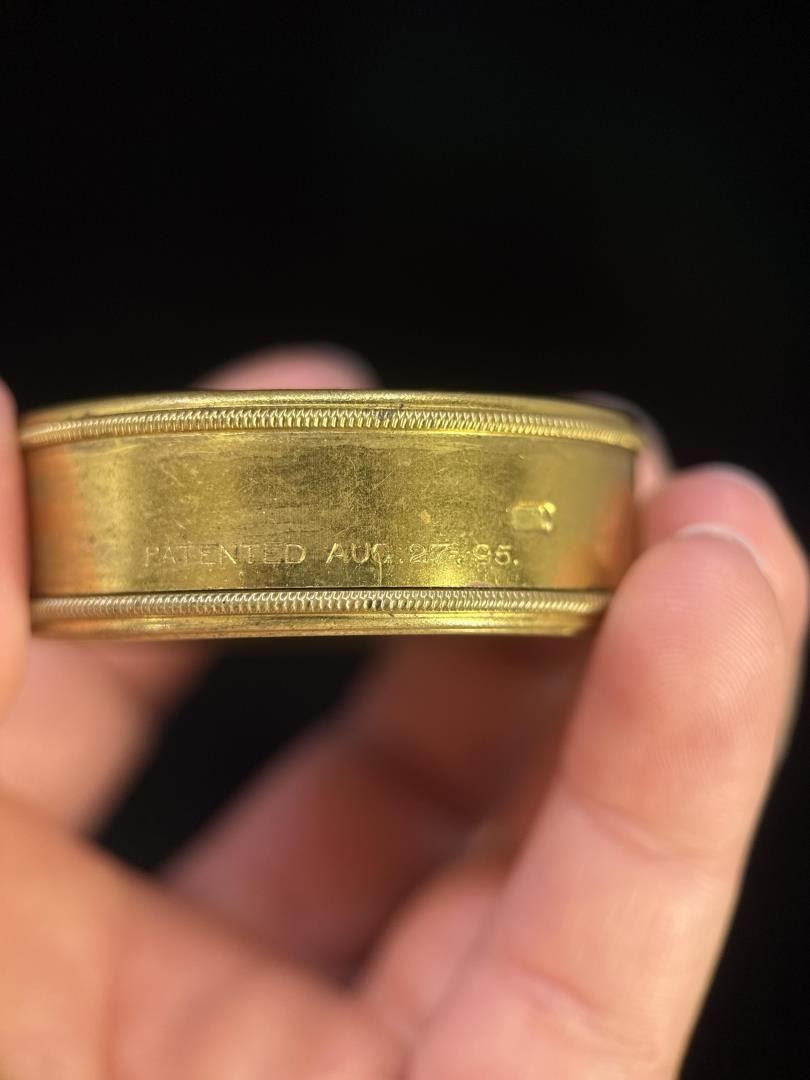 PATENTED AUG. 27. 95.